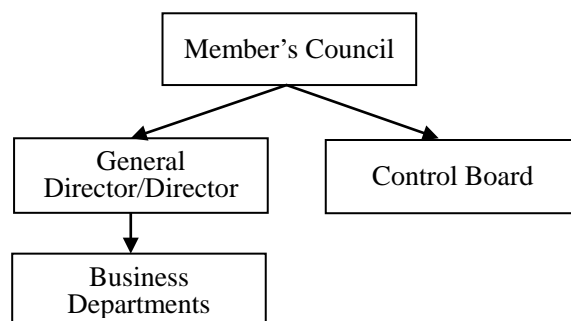 Member’s Council
General
Director/Director
Control Board
Business
Departments